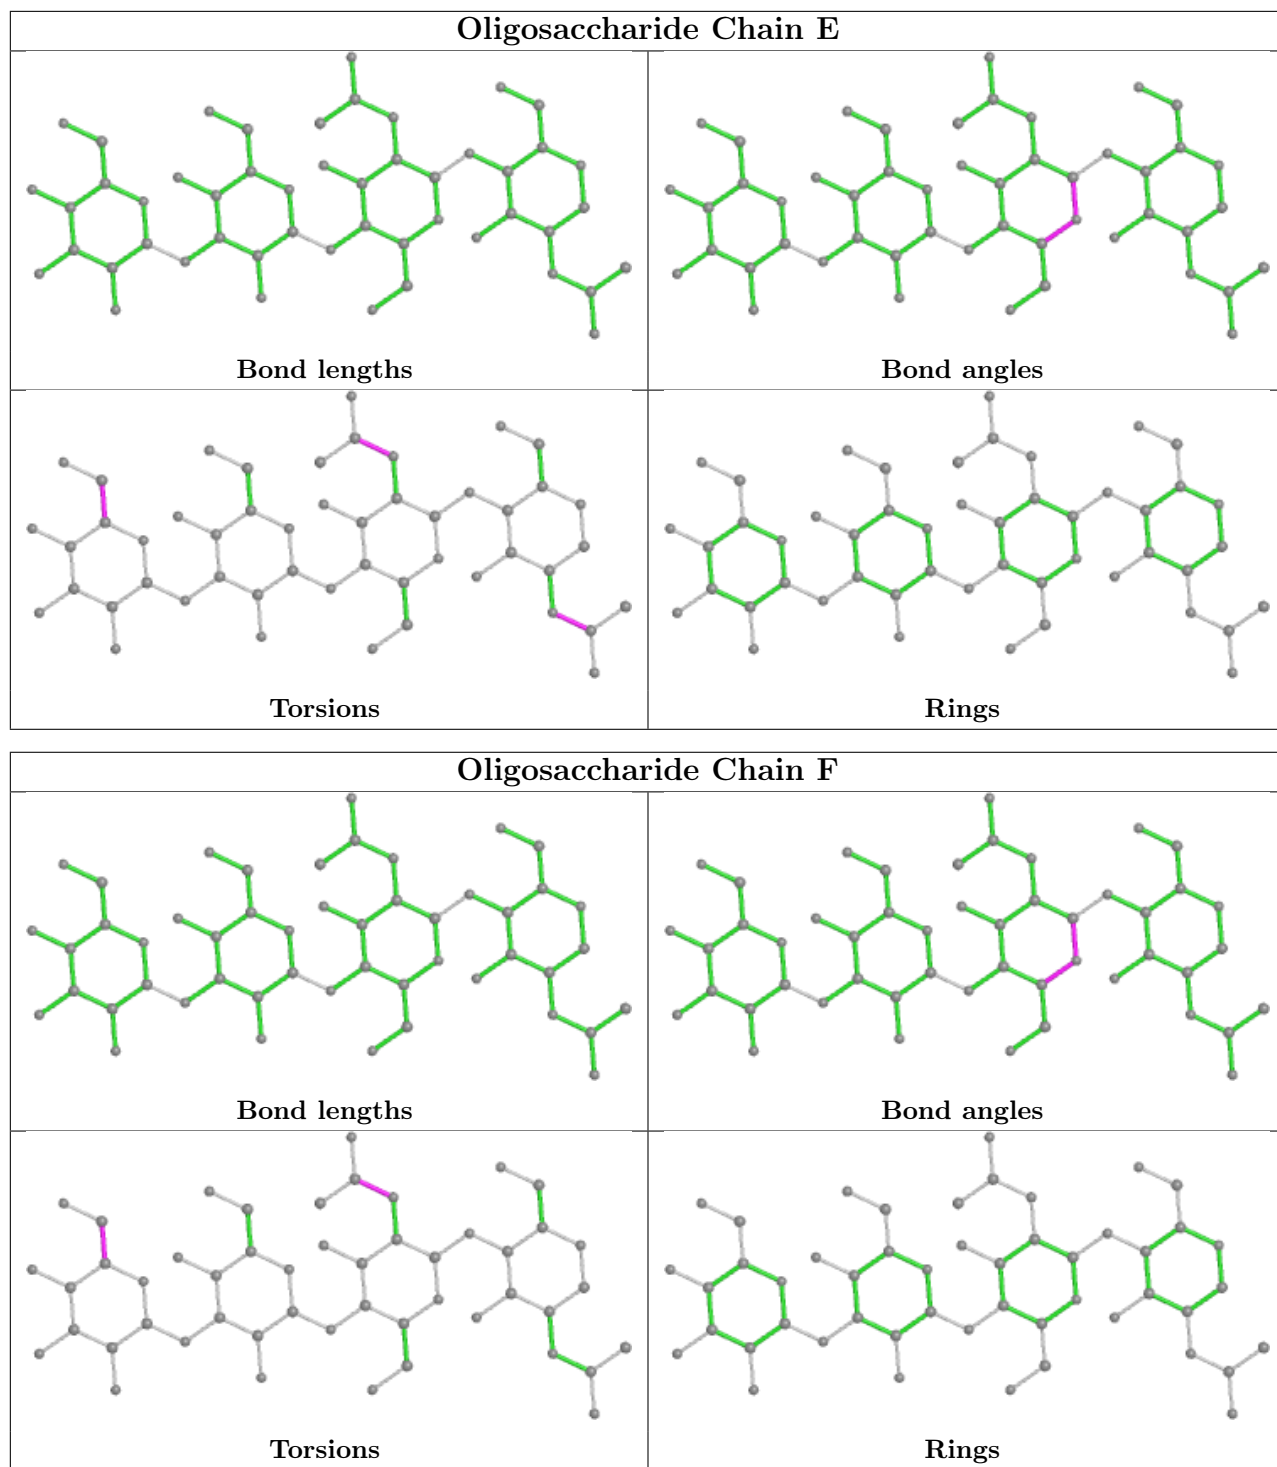 Oligosaccharide Chain E
Bond lengths
Bond angles
Torsions
Rings
Oligosaccharide Chain F
Bond lengths
Bond angles
Torsions
Rings